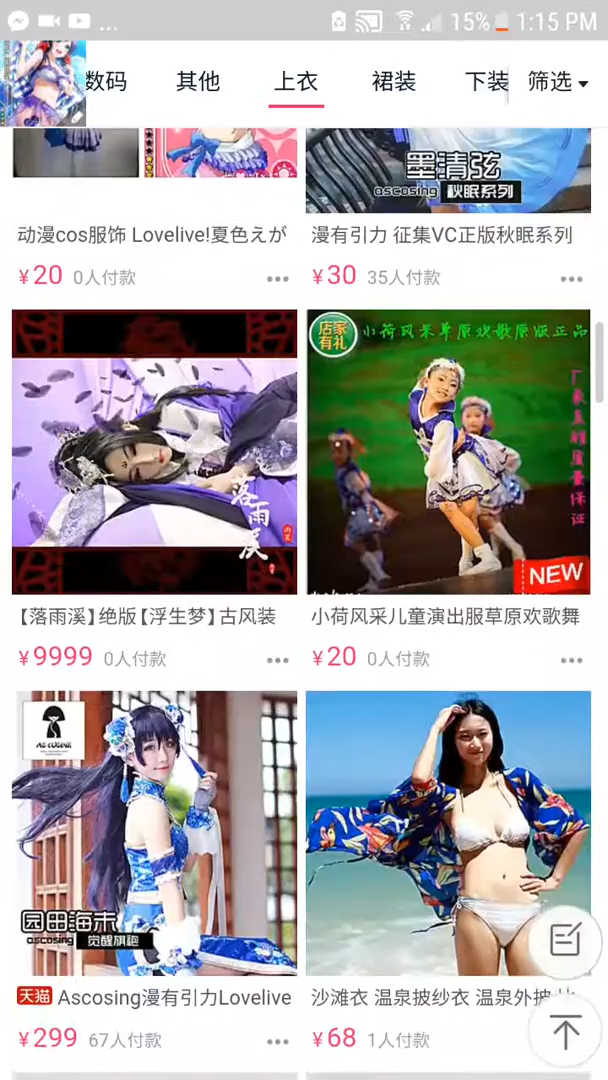 15% 1:15 PM
数码 其他 上衣 裙装 下装 筛选
墨清弦
ascosing 秋眠系列
动漫cos服饰 Lovelive!夏色えが
¥20 0人付款
漫有引力 征集VC正版秋眠系列
¥30 35人付款
落雨溪
店家有礼
小荷风采草原欢歌原版正品
NEW
【落雨溪】绝版【浮生梦】古风装
¥9999 0人付款
小荷风采儿童演出服草原欢歌舞
¥20 0人付款
园田海未
ascosing 觉醒旗袍
天猫 Ascosing漫有引力Lovelive
¥299 67人付款
沙滩衣 温泉披纱衣 温泉外披
¥68 1人付款